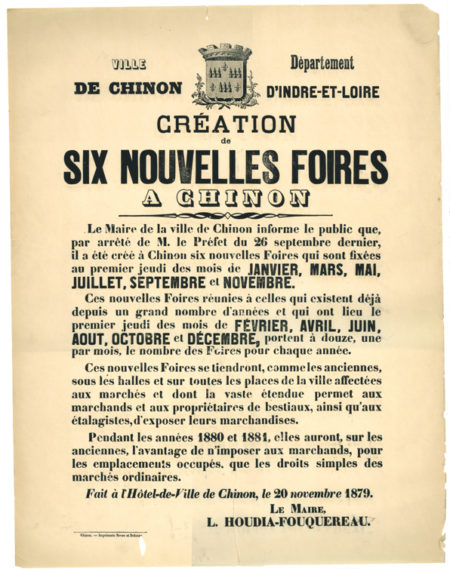 VILLE
DE CHINON
Département
D'INDRE-ET-LOIRE
CRÉATION
de
SIX NOUVELLES FOIRES
A CHINON
Le Maire de la ville de Chinon informe le public que,
par arrêté de M. le Préfet du 26 septembre dernier,
il a été créé à Chinon six nouvelles Foires qui sont fixées
au premier jeudi des mois de JANVIER, MARS, MAI,
JUILLET, SEPTEMBRE et NOVEMBRE.
Ces nouvelles Foires réunies à celles qui existent déjà
depuis un grand nombre d'années et qui ont lieu le
premier jeudi des mois de FÉVRIER, AVRIL, JUIN,
AOUT, OCTOBRE et DÉCEMBRE, portent à douze, une
par mois, le nombre des Foires pour chaque année.
Ces nouvelles Foires se tiendront, comme les anciennes,
sous les halles et sur toutes les places de la ville affectées
aux marchés et dont la vaste étendue permet aux
marchands et aux propriétaires de bestiaux, ainsi qu'aux
étalagistes, d'exposer leurs marchandises.
Pendant les années 1880 et 1881, elles auront, sur les
anciennes, l'avantage de n'imposer aux marchands, pour
les emplacements occupés, que les droits simples des
marchés ordinaires.
Fait à l'Hôtel-de-Ville de Chinon, le 20 novembre 1879.
LE MAIRE,
L. HOUDIA-FOUQUEREAU.
Chinon. — Imprimerie